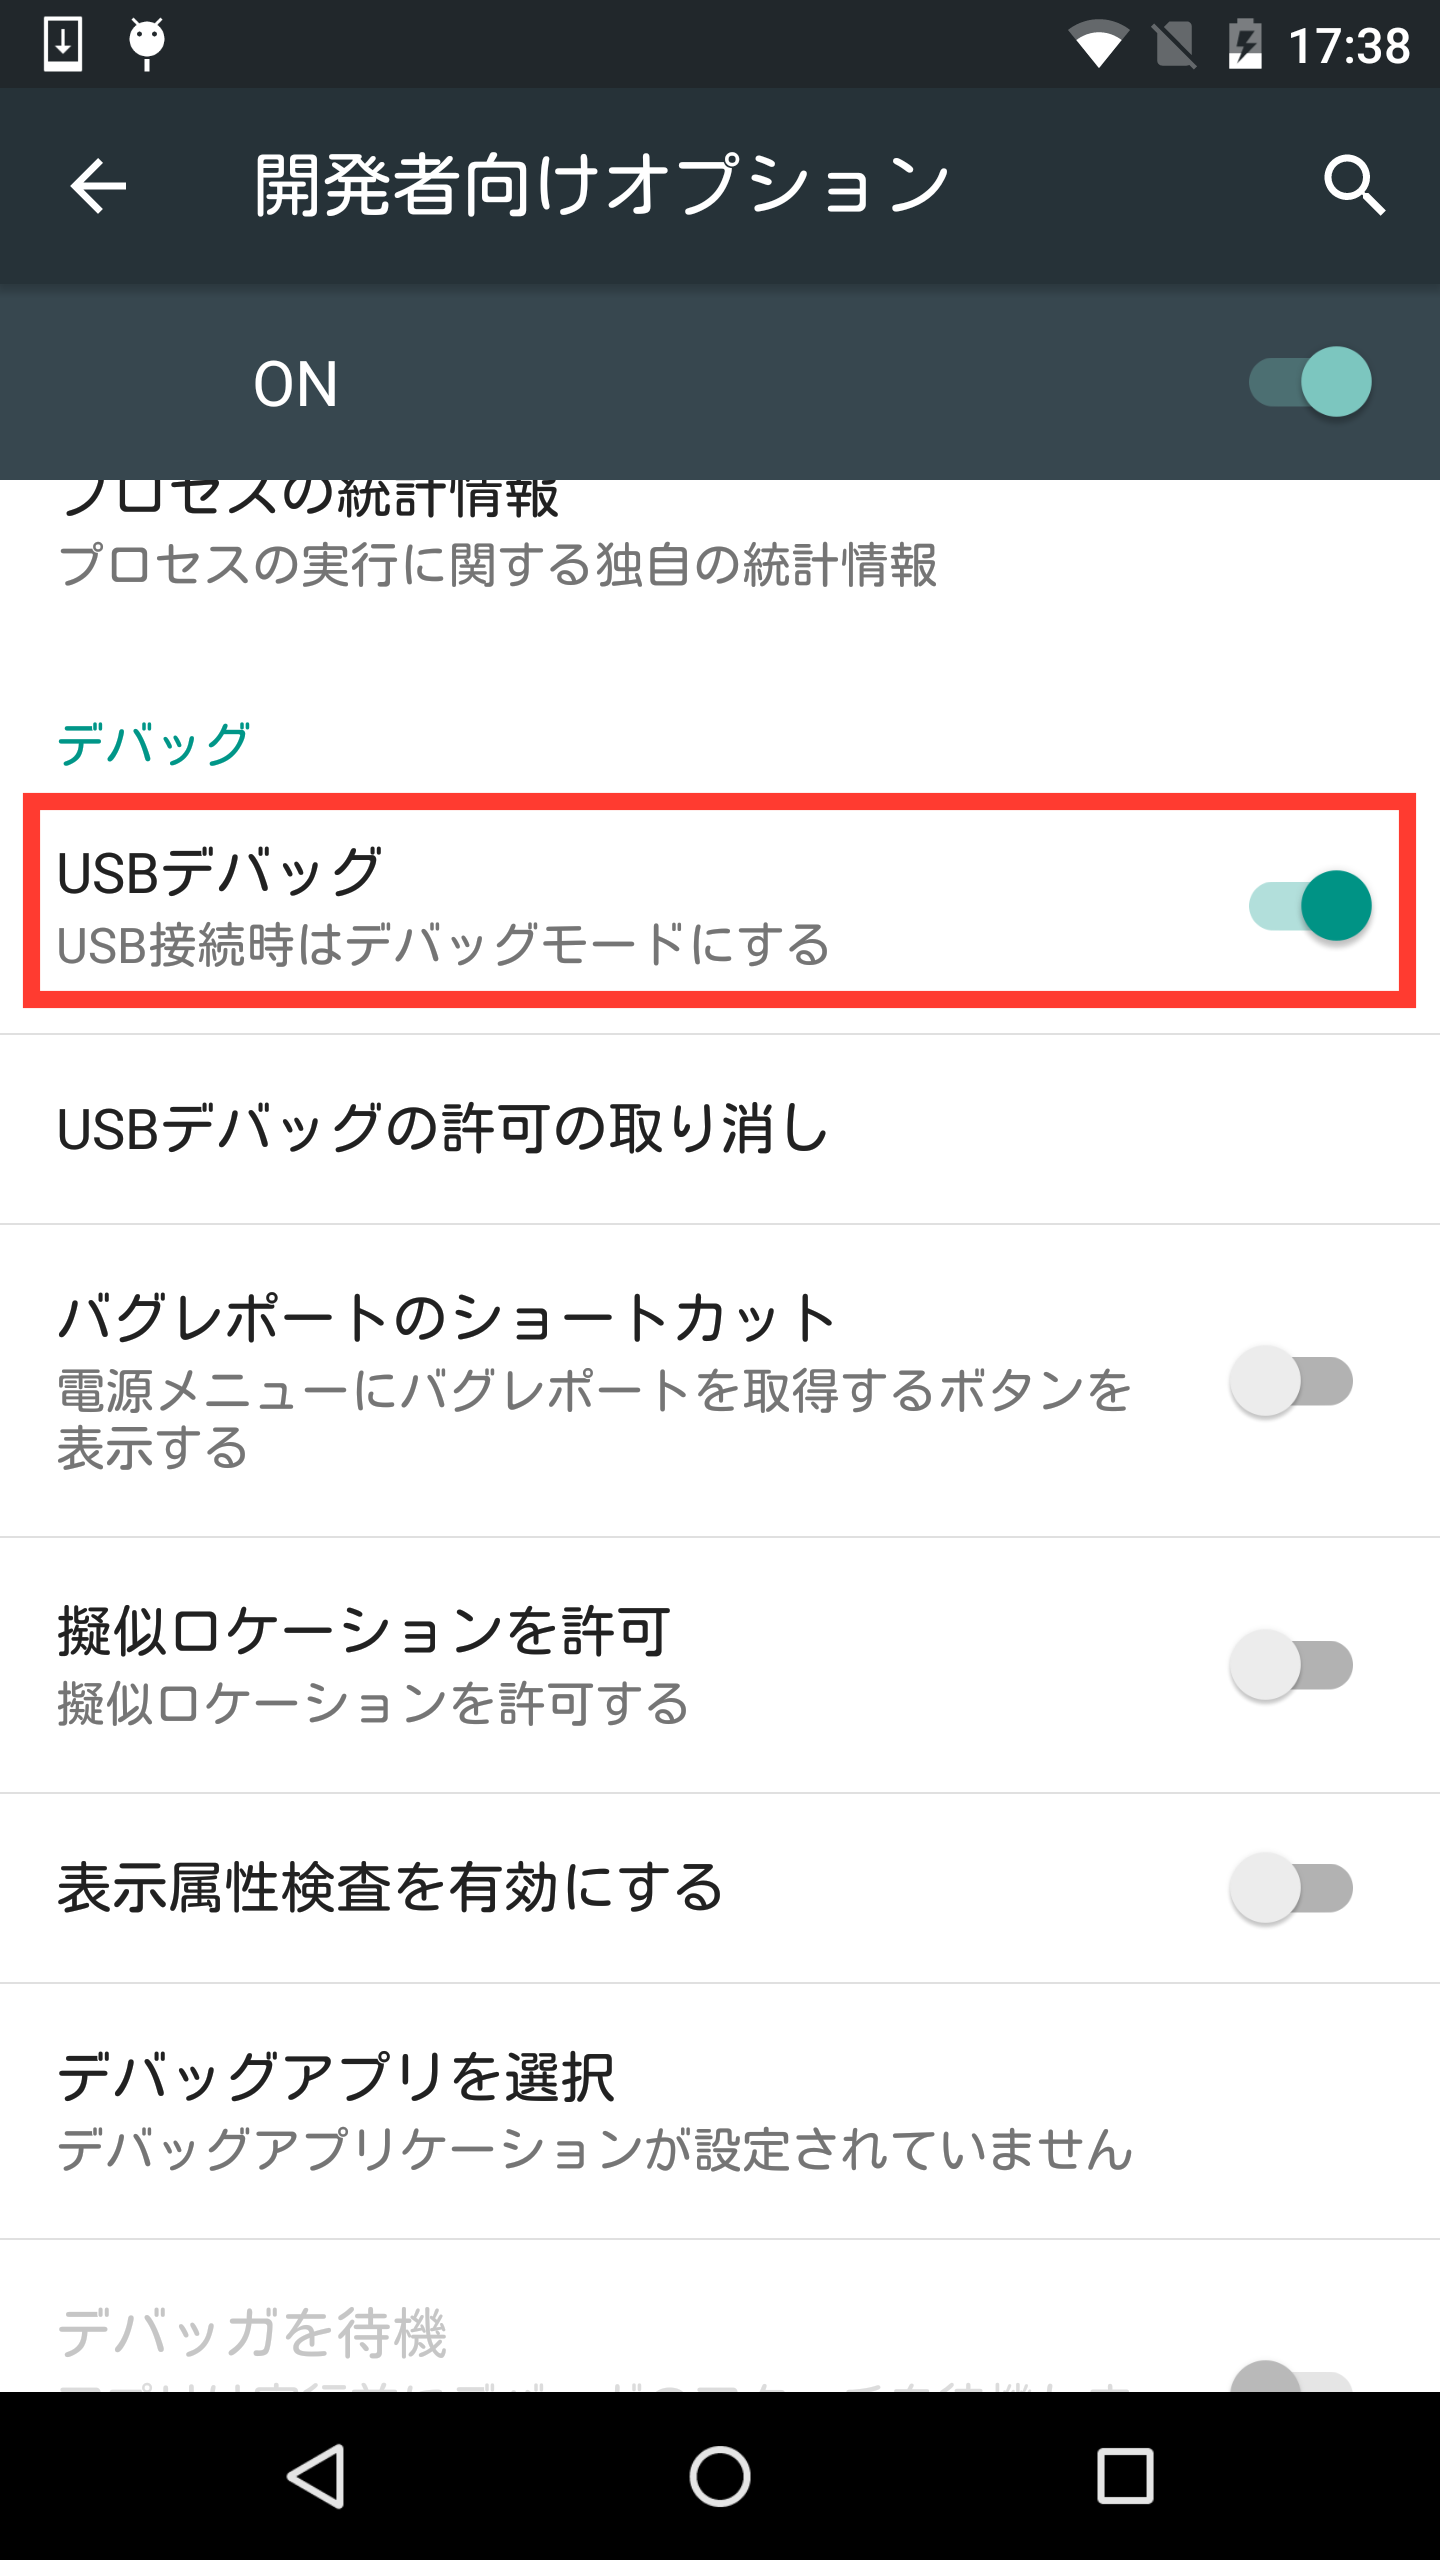 17:38
開発者向けオプション
ON
プロセスの統計情報
プロセスの実行に関する独自の統計情報
デバッグ
USBデバッグ
USB接続時はデバッグモードにする
USBデバッグの許可の取り消し
バグレポートのショートカット
電源メニューにバグレポートを取得するボタンを
表示する
擬似ロケーションを許可
擬似ロケーションを許可する
表示属性検査を有効にする
デバッグアプリを選択
デバッグアプリケーションが設定されていません
デバッガを待機